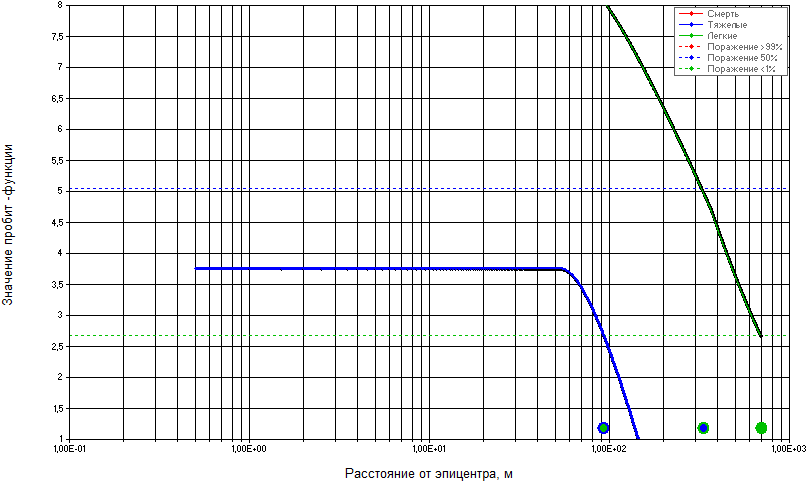 8
7,5
7
6,5
6
5,5
5
4,5
4
3,5
3
2,5
2
1,5
1
Значение пробит -функции
Смерть
Тяжелые
Легкие
Поражение >99%
Поражение 50%
Поражение <1%
1,00E-01 1,00E+00 1,00E+01 1,00E+02 1,00E+03
Расстояние от эпицентра, м